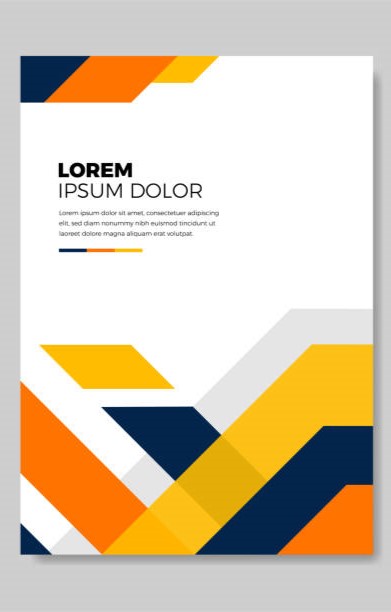 LOREM
IPSUM DOLOR
Lorem ipsum dolor sit amet, consectetuer adipiscing
elit, sed diam nonummy nibh euismod tincidunt ut
laoreet dolore magna aliquam erat volutpat.